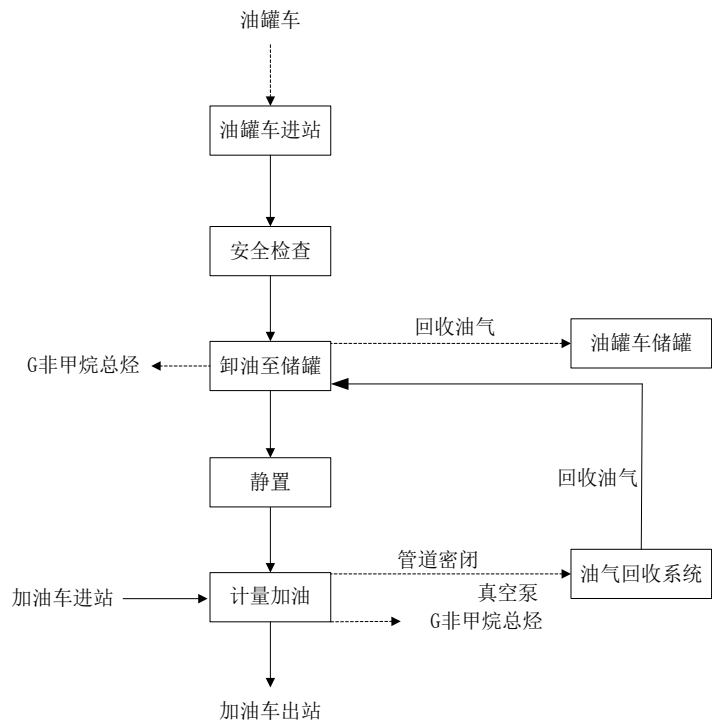 油罐车
油罐车进站
安全检查
回收油气
油罐车储罐
G非甲烷总烃
卸油至储罐
回收油气
静置
管道密闭
油气回收系统
加油车进站
计量加油
真空泵
G非甲烷总烃
加油车出站